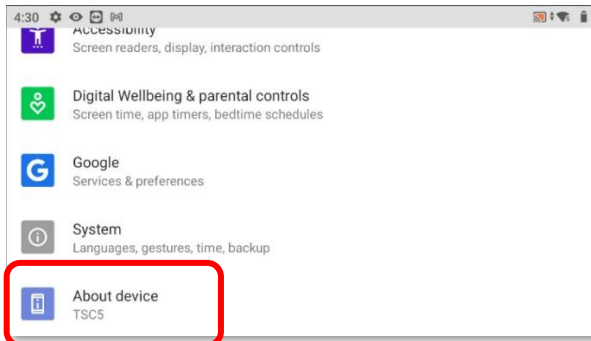 4:30
Accessibility
Screen readers, display, interaction controls
Digital Wellbeing & parental controls
Screen time, app timers, bedtime schedules
Google
Services & preferences
System
Languages, gestures, time, backup
About device
TSC5